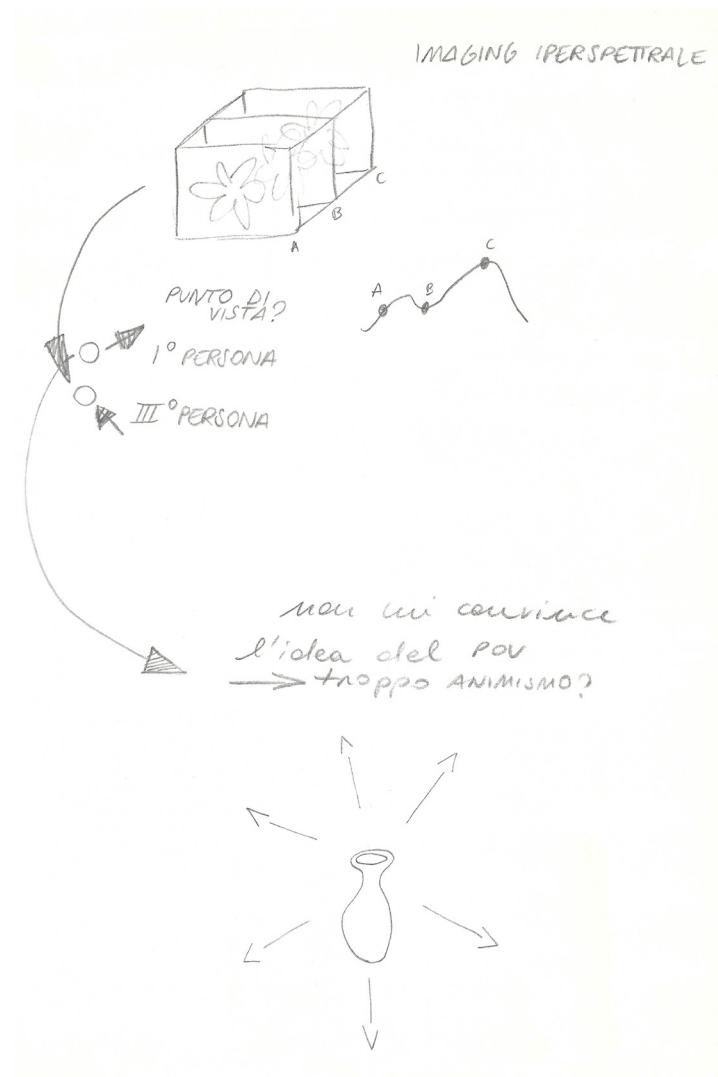 IMAGING IPERSPETTRALE
C
B
A
C
A
B
PUNTO DI
VISTA?
I° PERSONA
III° PERSONA
non mi convince
l'idea del POV
troppo ANIMISMO?